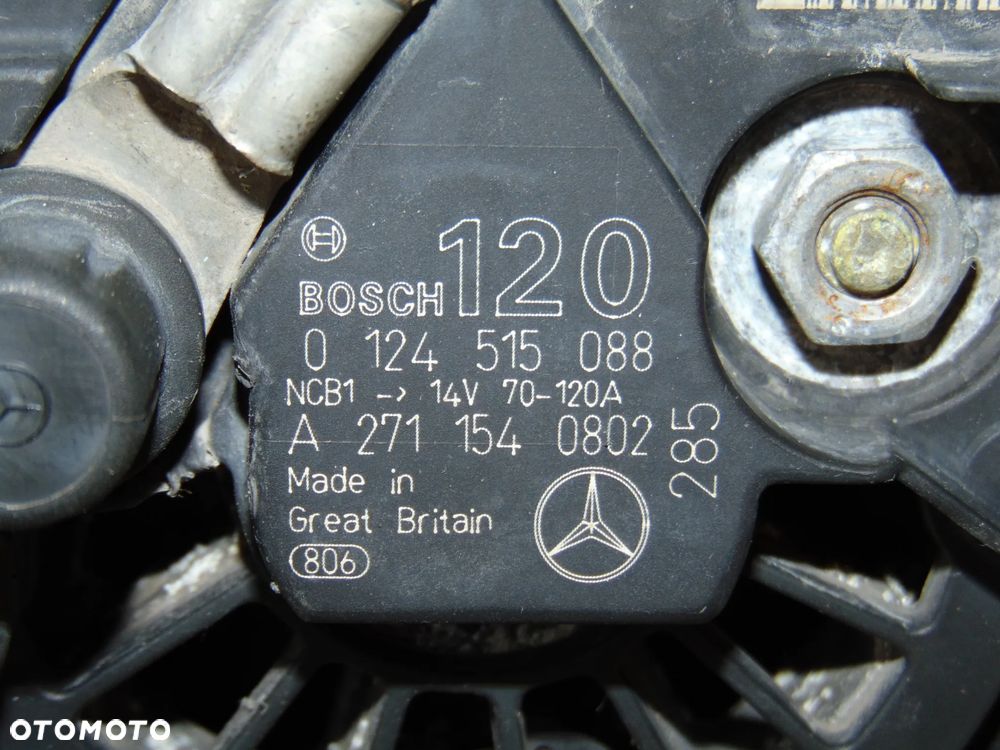 BOSCH 120
0 124 515 088
NCB1 -> 14V 70-120A
A 271 154 0802
285
Made in
Great Britain
806
OTOMOTO